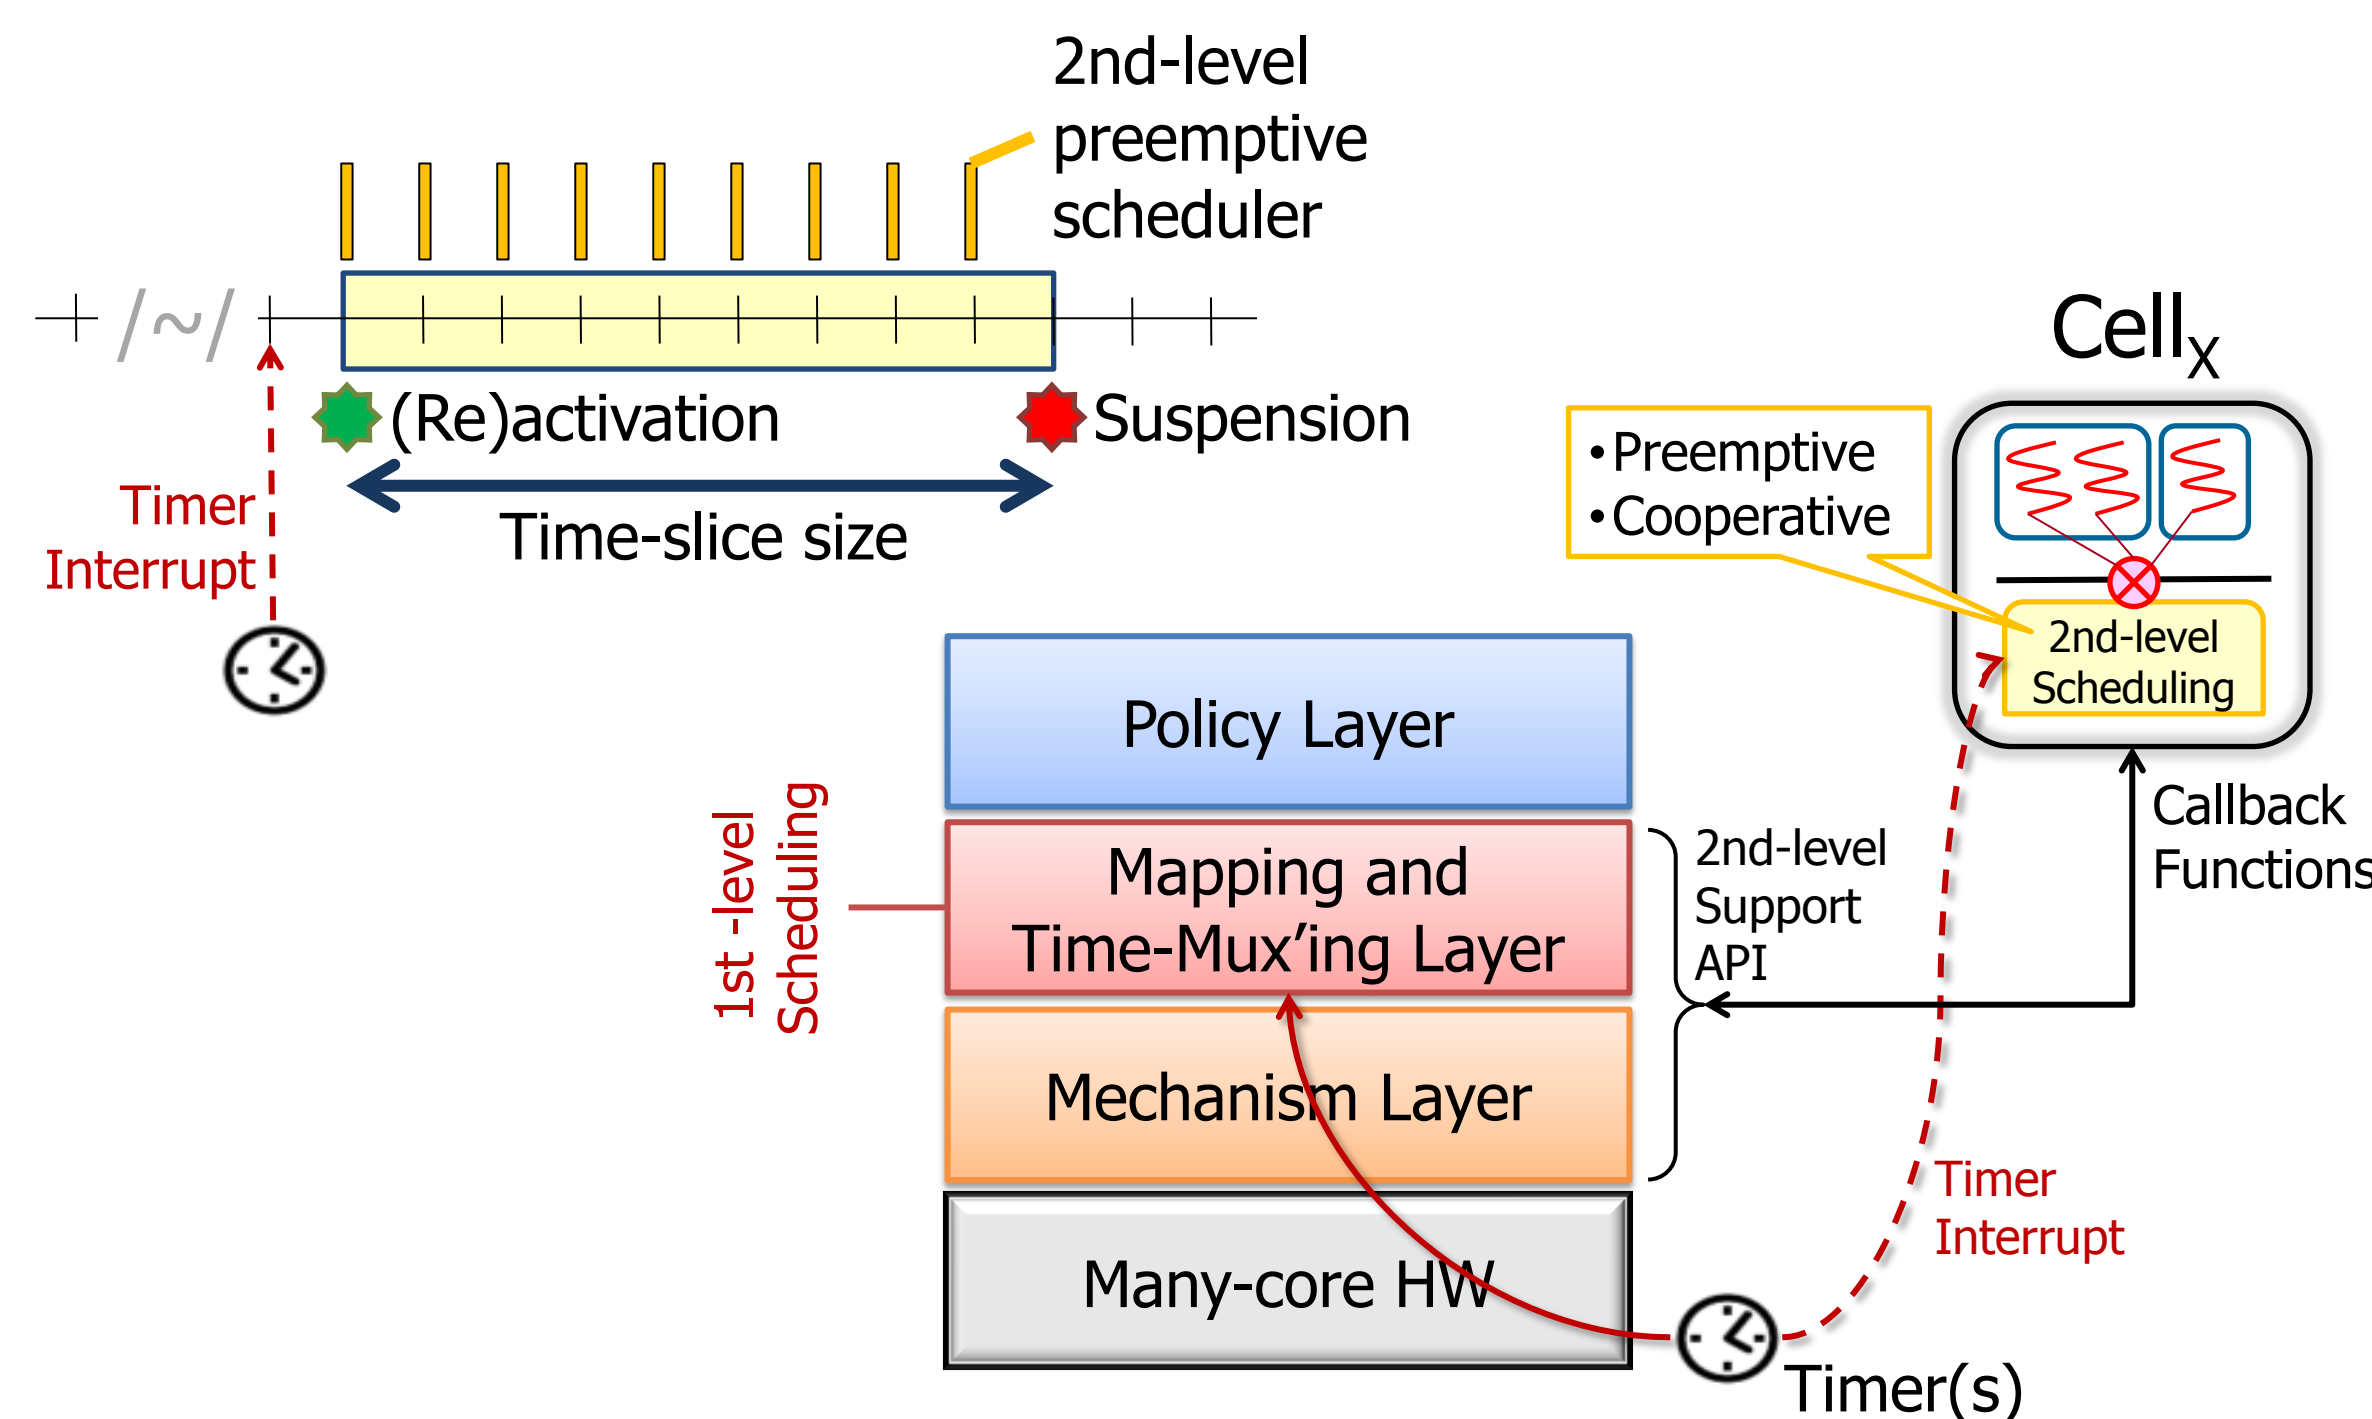 2nd-level
preemptive
scheduler
/~/
(Re)activation
Suspension
Timer
Interrupt
Time-slice size
CellX
•Preemptive
•Cooperative
2nd-level
Scheduling
Policy Layer
1st -level
Scheduling
Mapping and
Time-Mux’ing Layer
2nd-level
Support
API
Callback
Functions
Mechanism Layer
Timer
Interrupt
Many-core HW
Timer(s)